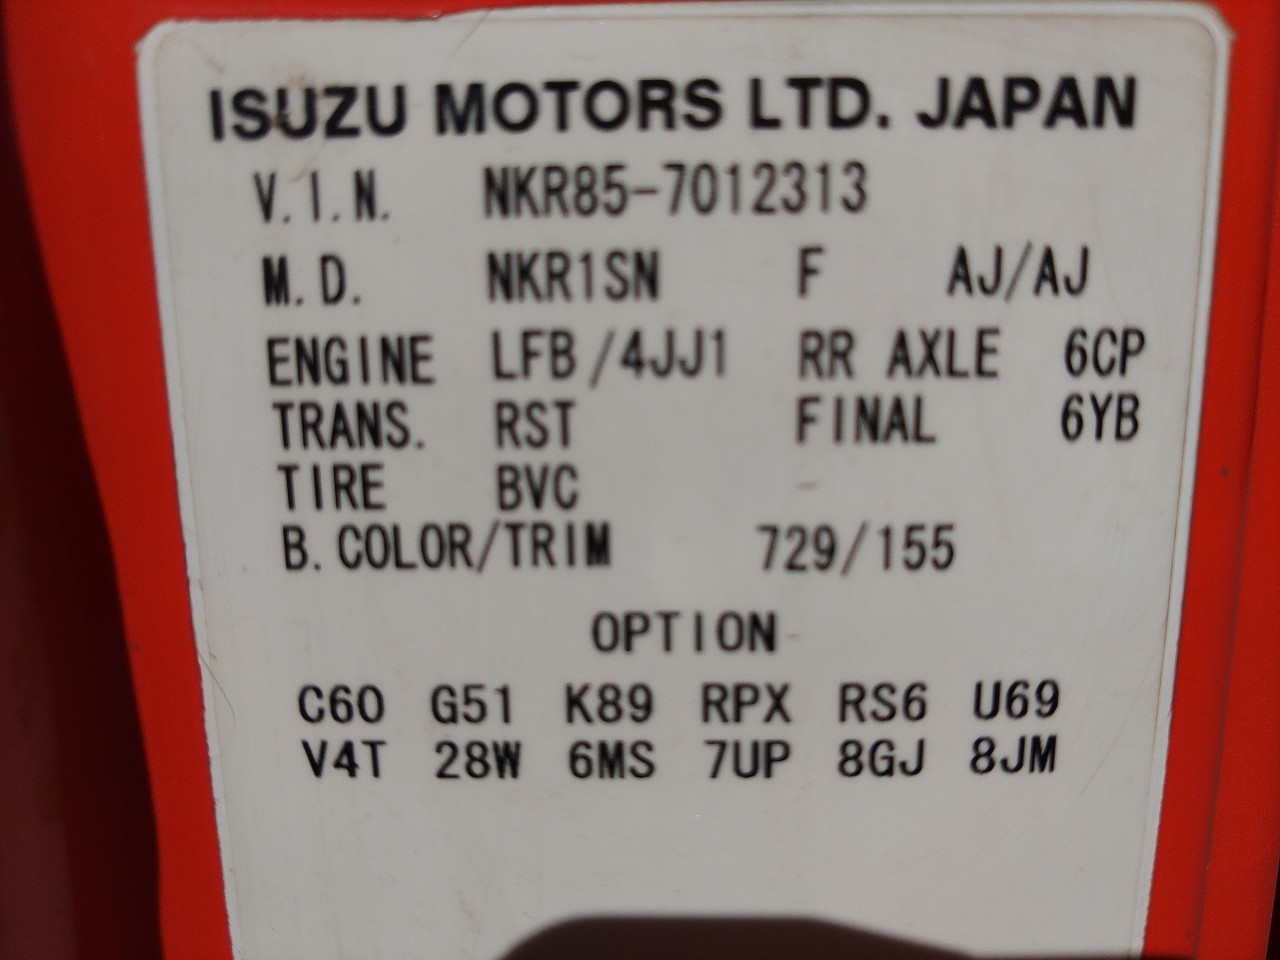 ISUZU MOTORS LTD. JAPAN
V.I.N. NKR85-7012313
M.D. NKR1SN F AJ/AJ
ENGINE LFB/4JJ1 RR AXLE 6CP
TRANS. RST FINAL 6YB
TIRE BVC
B.COLOR/TRIM 729/155
OPTION
C60 G51 K89 RPX RS6 U69
V4T 28W 6MS 7UP 8GJ 8JM